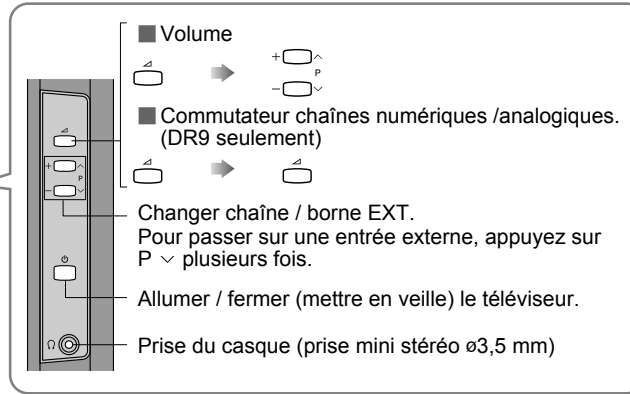 ■ Volume
+
P
−
■ Commutateur chaînes numériques /analogiques.
(DR9 seulement)
+
P
−
Changer chaîne / borne EXT.
Pour passer sur une entrée externe, appuyez sur
P ﹀ plusieurs fois.
Allumer / fermer (mettre en veille) le téléviseur.
Prise du casque (prise mini stéréo ø3,5 mm)